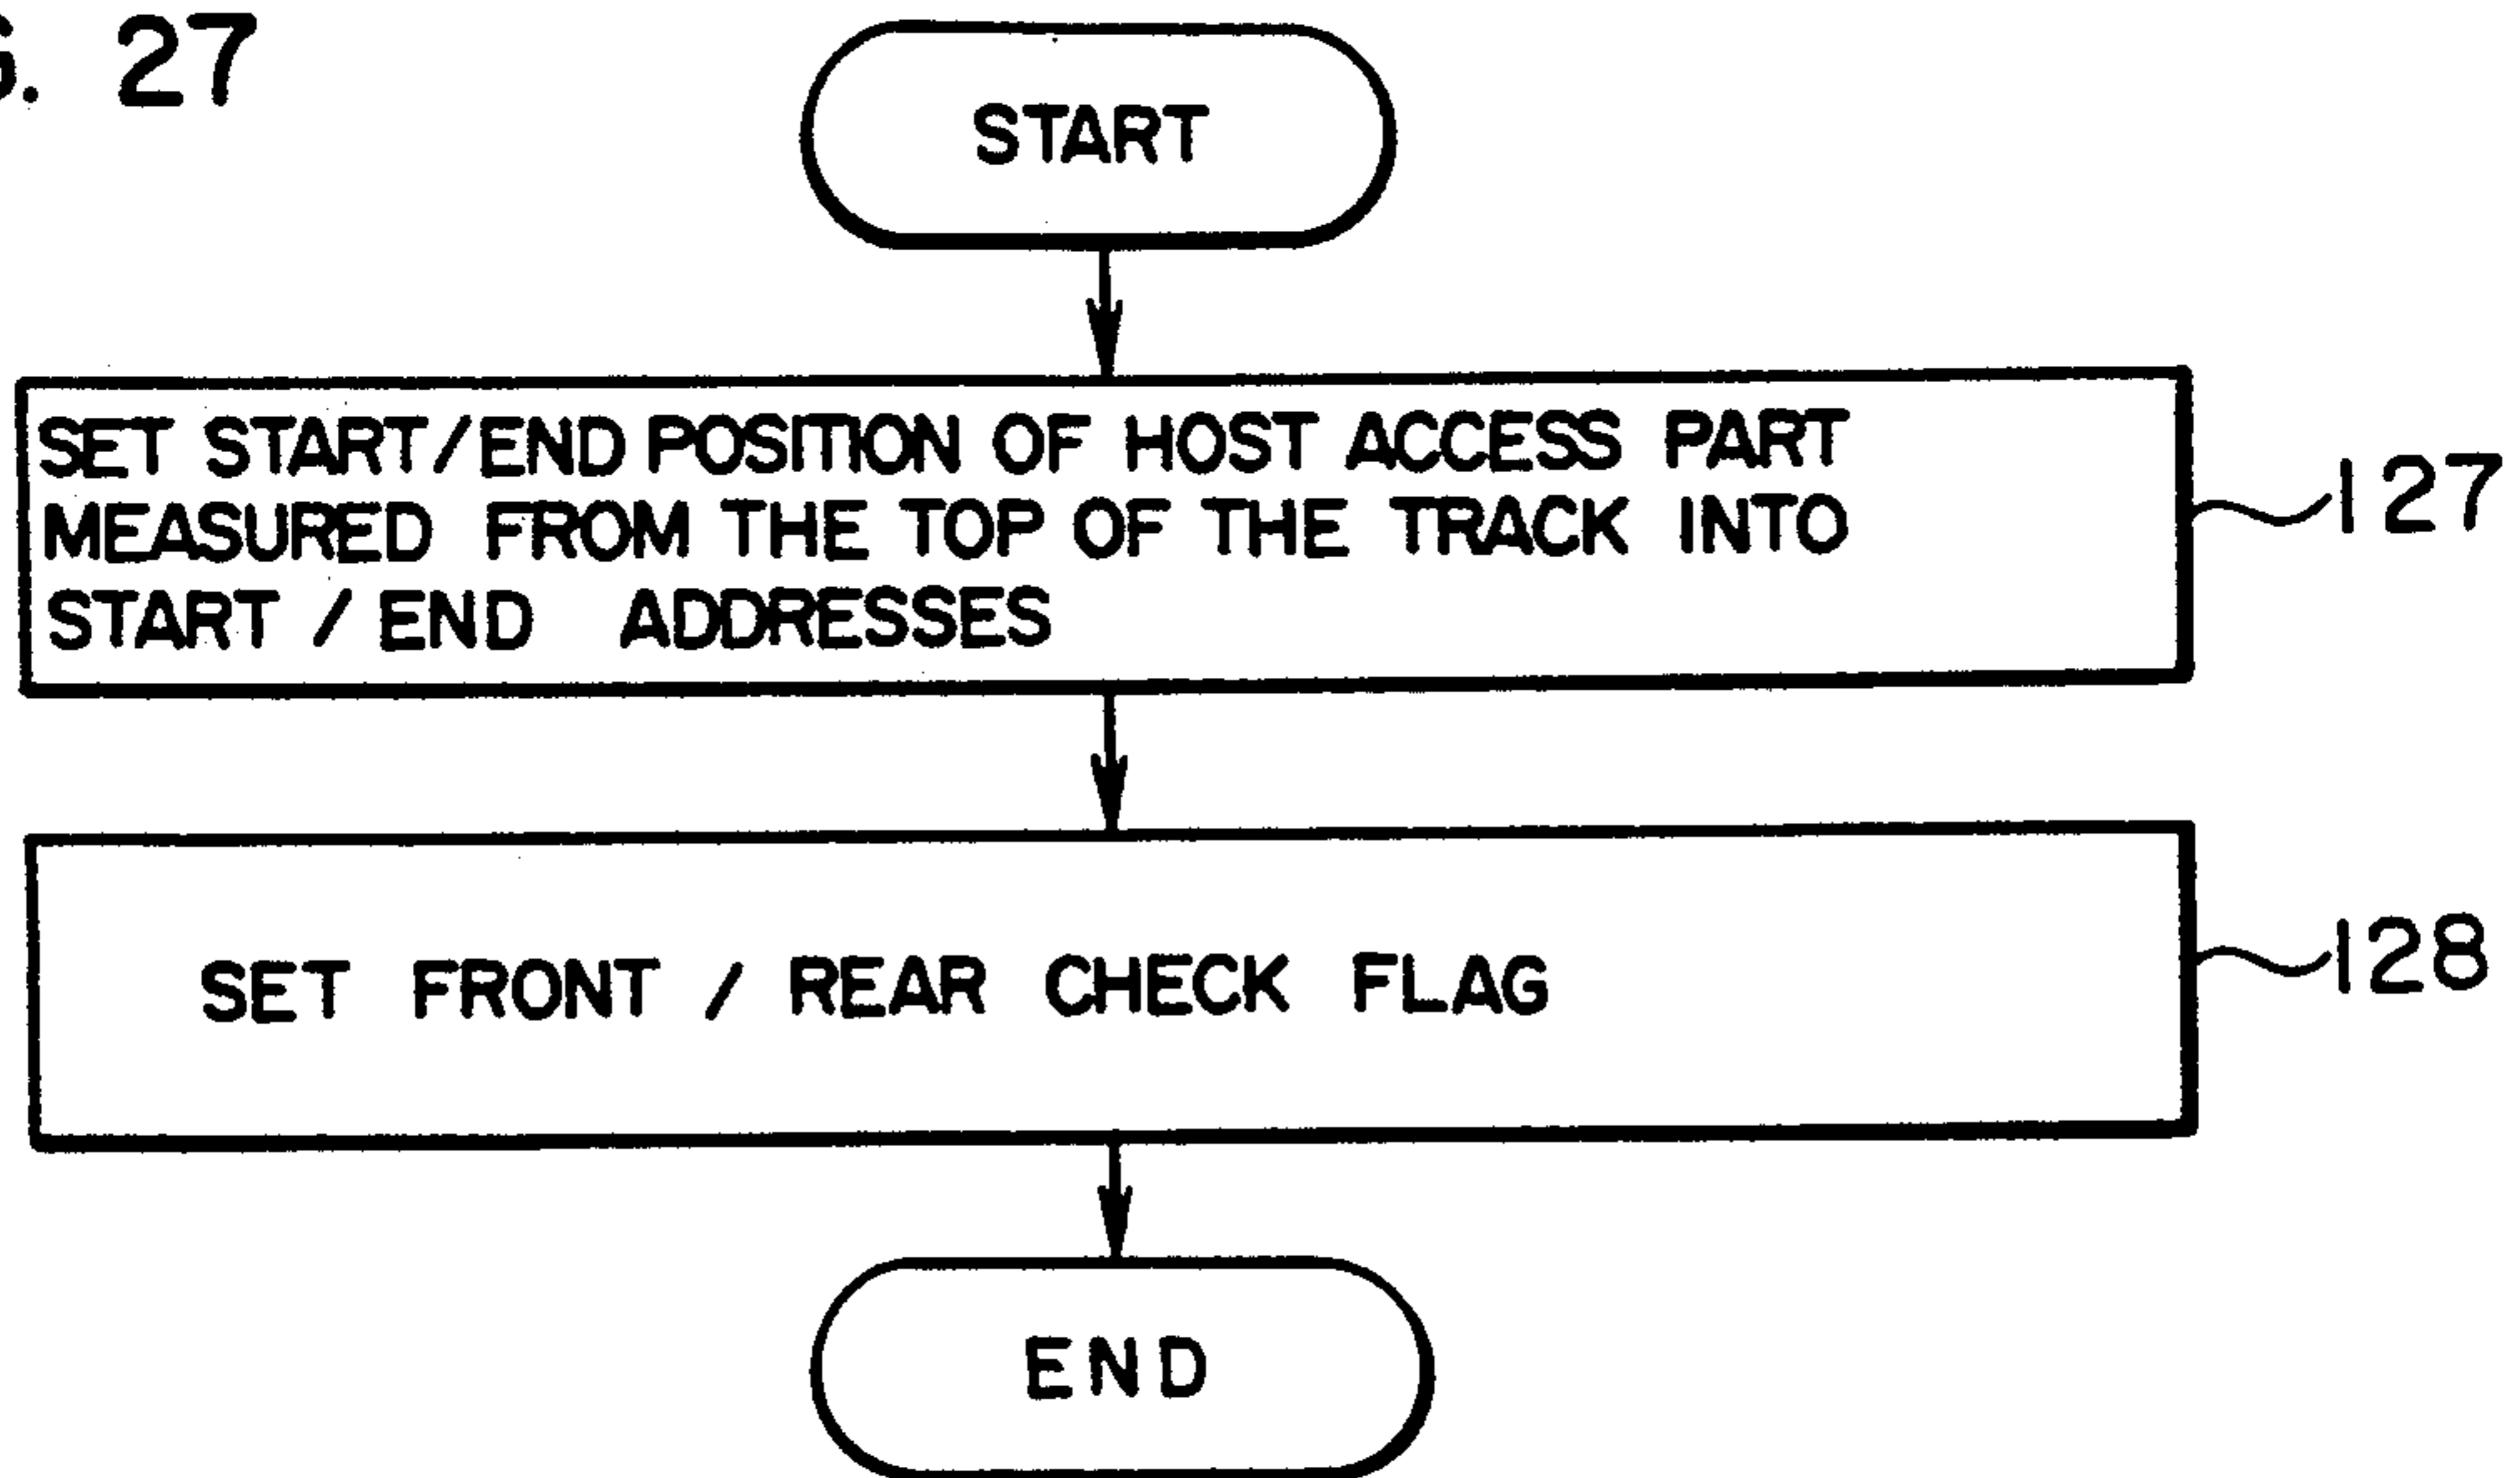 . 27
START
SET START/END POSITION OF HOST ACCESS PART
MEASURED FROM THE TOP OF THE TRACK INTO
START / END ADDRESSES
127
SET FRONT / REAR CHECK FLAG
128
END